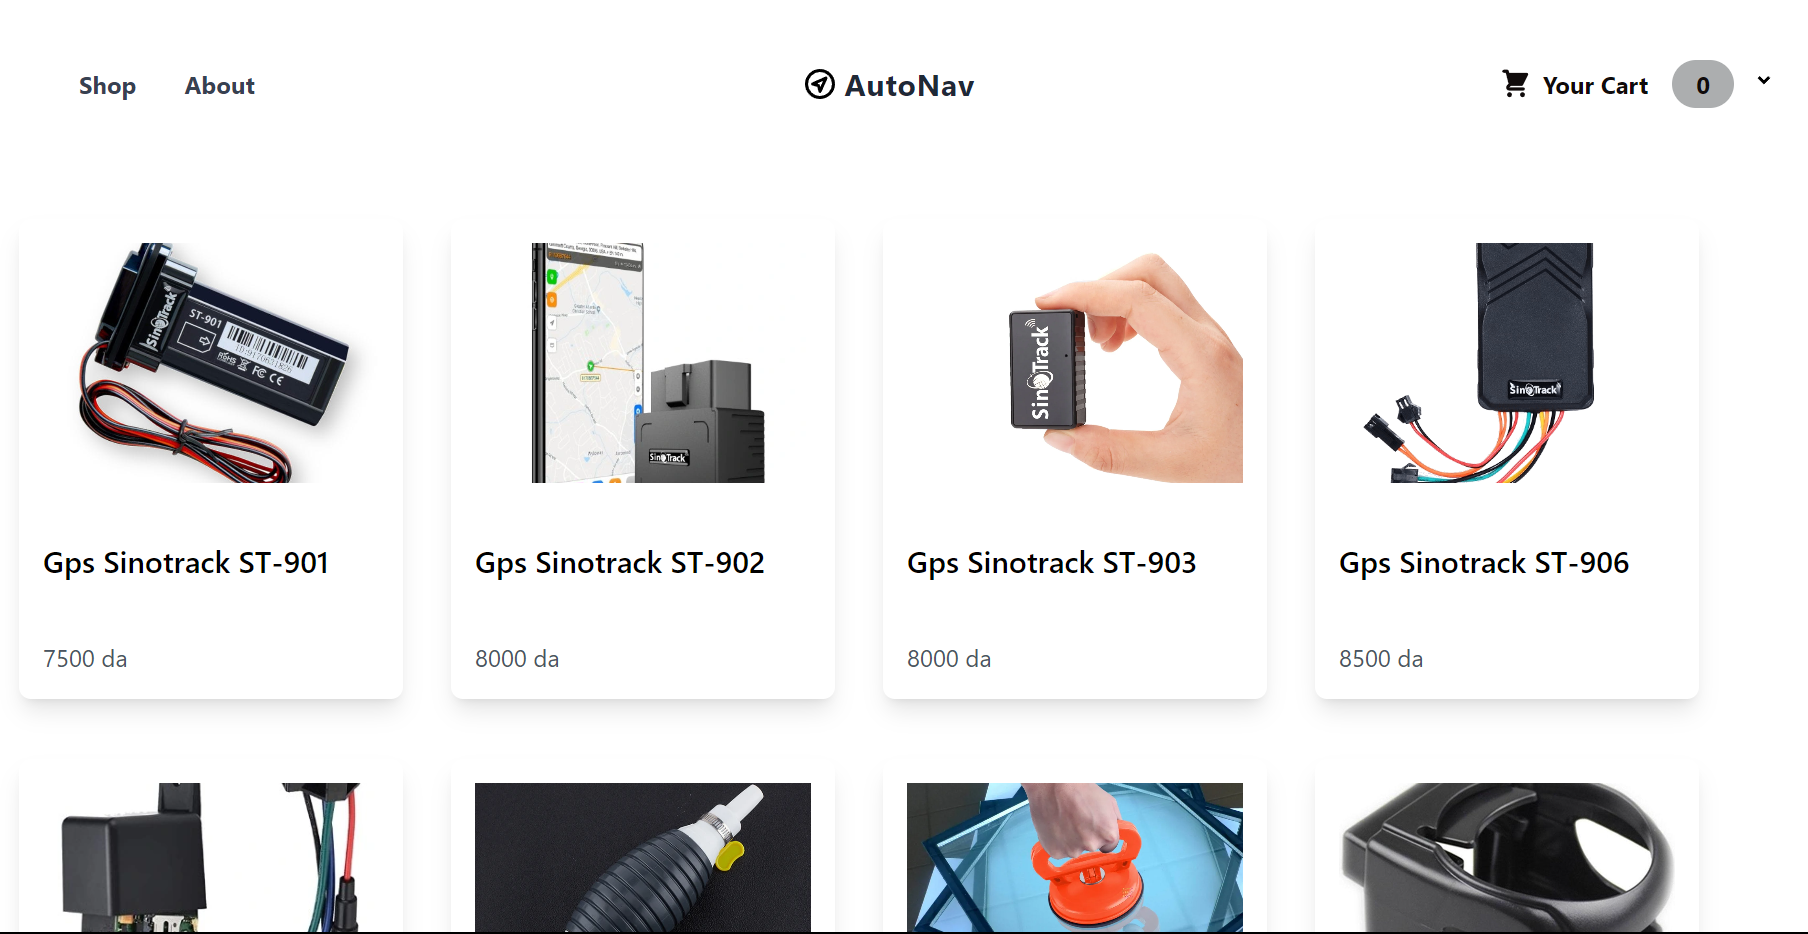 Shop
About
AutoNav
Your Cart
0
SinoTrack
ST-901
ID:9170631826
RoHS FC CE
SinoTrack
SinoTrack
SinoTrack
Gps Sinotrack ST-901
Gps Sinotrack ST-902
Gps Sinotrack ST-903
Gps Sinotrack ST-906
7500 da
8000 da
8000 da
8500 da